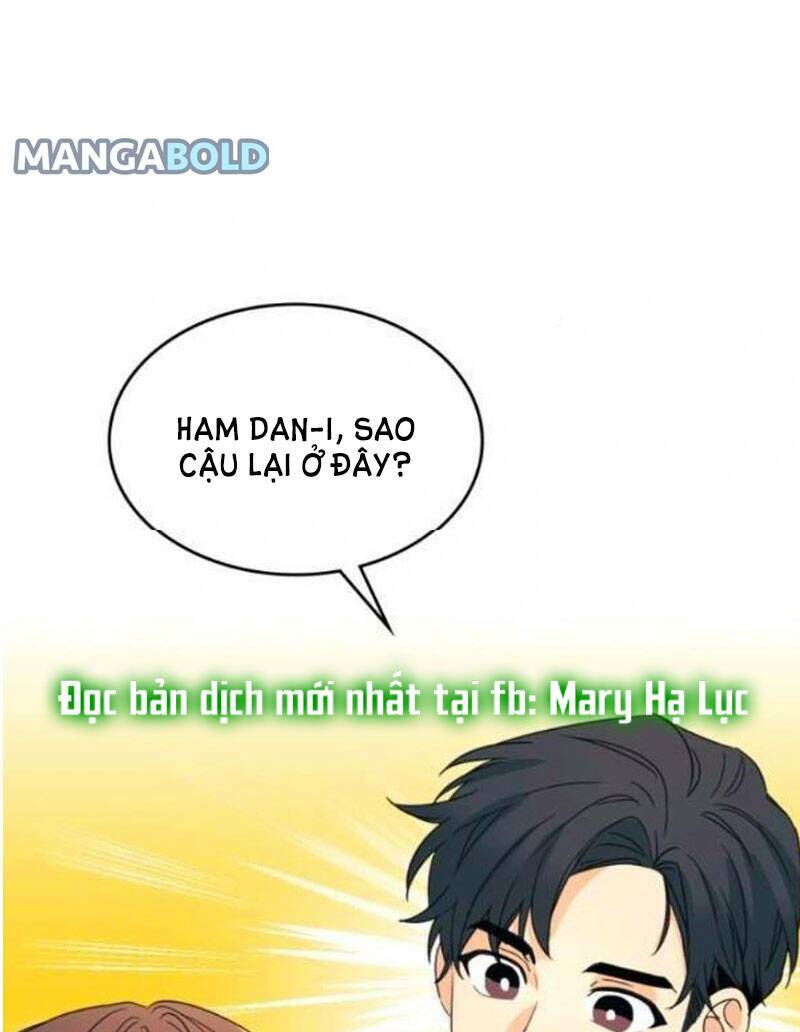 MANGABOLD
HAM DAN-I, SAO
CẬU LẠI Ở ĐÂY?
Đọc bản dịch mới nhất tại fb: Mary Hạ Lục